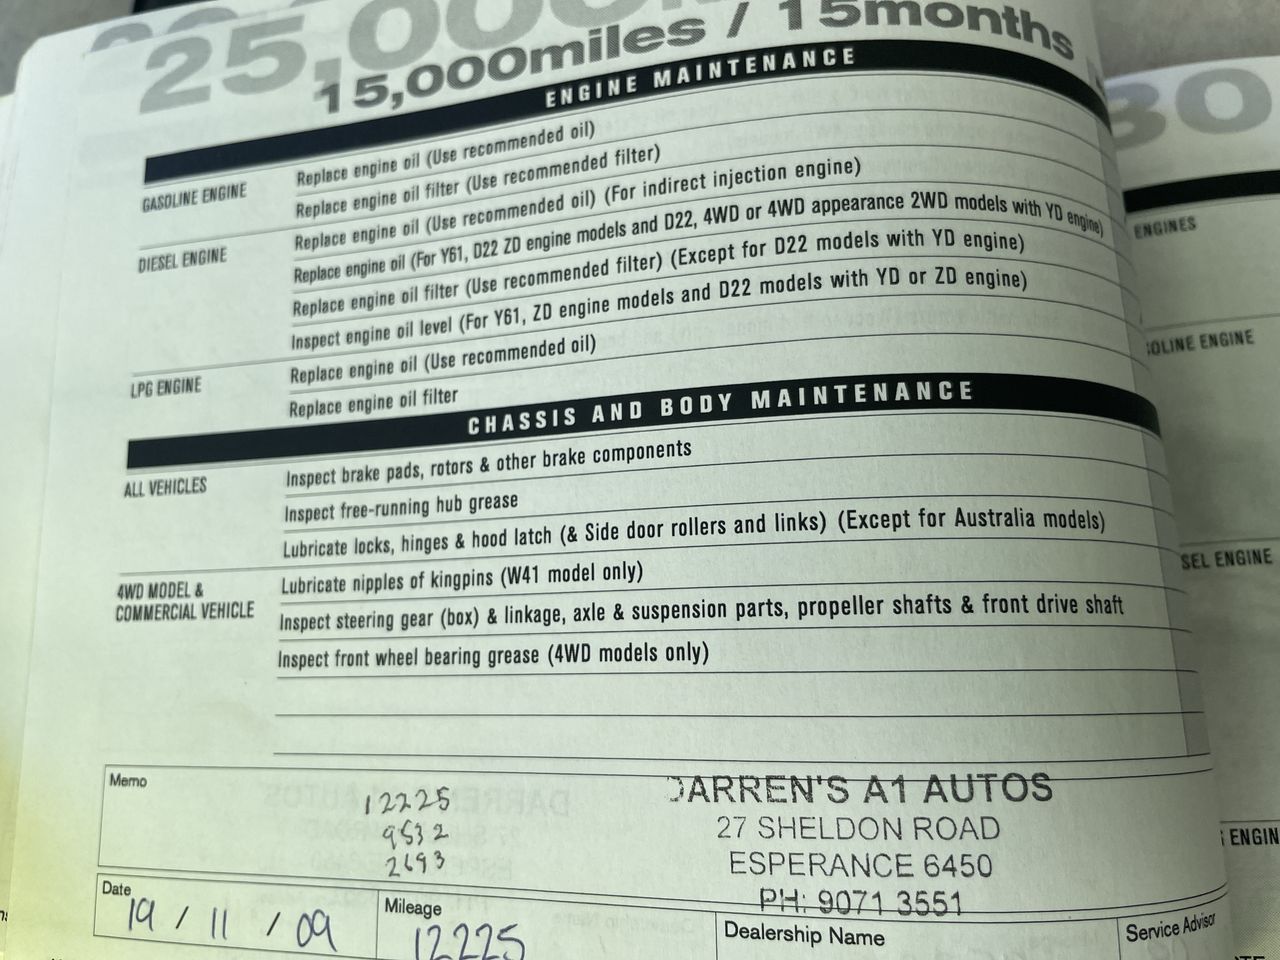 25,000
15,000miles / 15months
ENGINE MAINTENANCE
GASOLINE ENGINE
Replace engine oil (Use recommended oil)
Replace engine oil filter (Use recommended filter)
DIESEL ENGINE
Replace engine oil (Use recommended oil) (For indirect injection engine)
Replace engine oil (For Y61, D22 ZD engine models and D22, 4WD or 4WD appearance 2WD models with YD engine)
Replace engine oil filter (Use recommended filter) (Except for D22 models with YD engine)
Inspect engine oil level (For Y61, ZD engine models and D22 models with YD or ZD engine)
LPG ENGINE
Replace engine oil (Use recommended oil)
Replace engine oil filter
CHASSIS AND BODY MAINTENANCE
ALL VEHICLES
Inspect brake pads, rotors & other brake components
Inspect free-running hub grease
Lubricate locks, hinges & hood latch (& Side door rollers and links) (Except for Australia models)
4WD MODEL &
COMMERCIAL VEHICLE
Lubricate nipples of kingpins (W41 model only)
Inspect steering gear (box) & linkage, axle & suspension parts, propeller shafts & front drive shaft
Inspect front wheel bearing grease (4WD models only)
Memo
12225
9532
2693
DARREN'S A1 AUTOS
27 SHELDON ROAD
ESPERANCE 6450
PH: 9071 3551
Date
19 / 11 / 09
Mileage
12225
Dealership Name
Service Advisor
30
ENGINES
OLINE ENGINE
SEL ENGINE
ENGIN